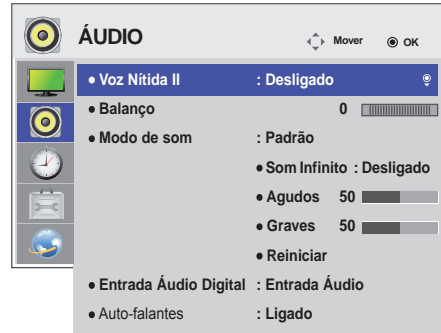 ÁUDIO Mover OK
• Voz Nítida II : Desligado
• Balanço 0
• Modo de som : Padrão
• Som Infinito : Desligado
• Agudos 50
• Graves 50
• Reiniciar
• Entrada Áudio Digital : Entrada Áudio
• Auto-falantes : Ligado